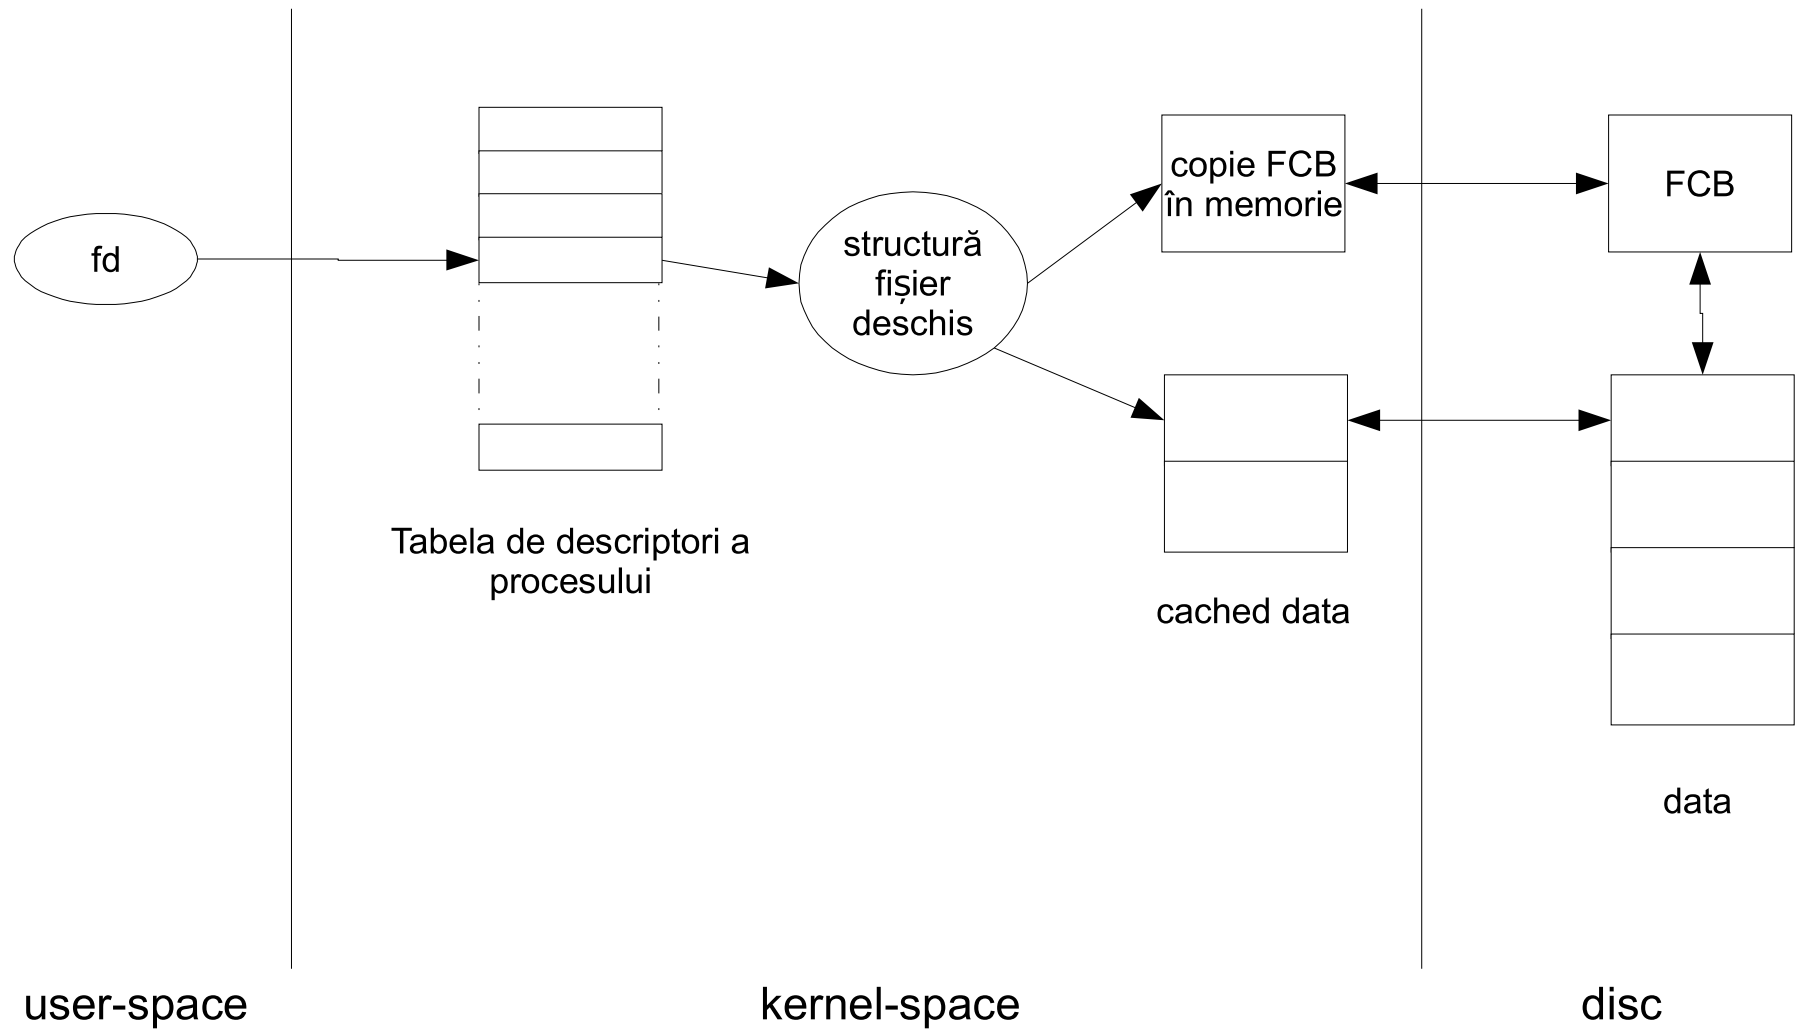 fd
Tabela de descriptori a
procesului
structură
fișier
deschis
copie FCB
în memorie
cached data
FCB
data
user-space
kernel-space
disc